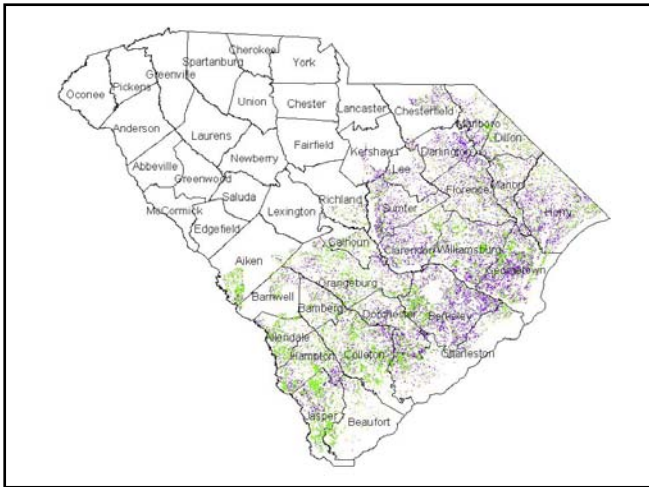 Cherokee
Spartanburg
York
Greenville
Pickens
Oconee
Union
Chester
Lancaster
Chesterfield
Marlboro
Dillon
Anderson
Laurens
Fairfield
Kershaw
Darlington
Newberry
Lee
Abbeville
Greenwood
Florence
Marion
Saluda
Richland
McCormick
Lexington
Sumter
Horry
Edgefield
Calhoun
Clarendon
Williamsburg
Aiken
Georgetown
Orangeburg
Barnwell
Bamberg
Dorchester
Berkeley
Allendale
Hampton
Colleton
Charleston
Jasper
Beaufort